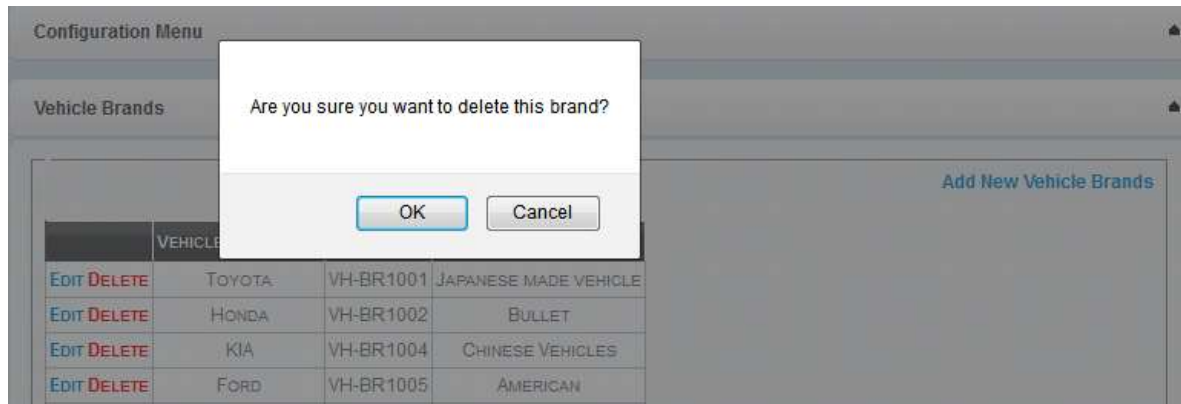 Configuration Menu
Vehicle Brands
Are you sure you want to delete this brand?
OK Cancel
Add New Vehicle Brands
VEHICLE
EDIT DELETE TOYOTA VH-BR1001 JAPANESE MADE VEHICLE
EDIT DELETE HONDA VH-BR1002 BULLET
EDIT DELETE KIA VH-BR1004 CHINESE VEHICLES
EDIT DELETE FORD VH-BR1005 AMERICAN